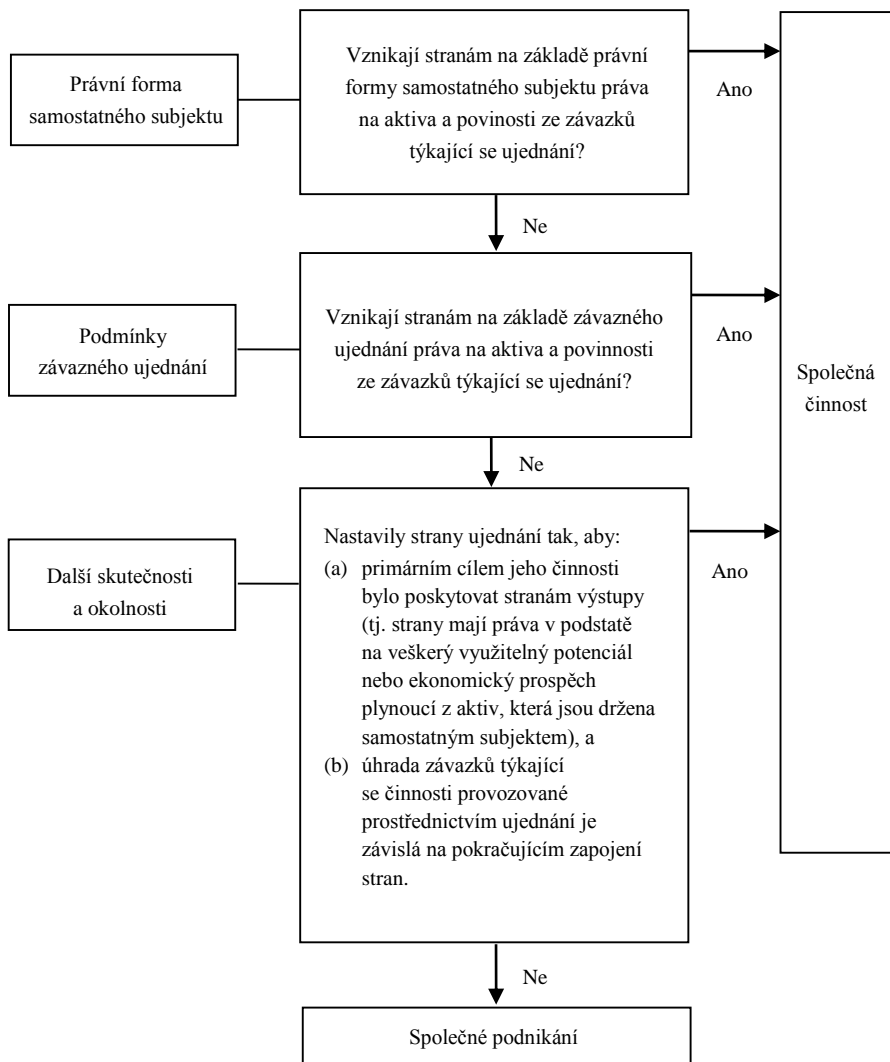 Právní forma
samostatného subjektu
Vznikají stranám na základě právní
formy samostatného subjektu práva
na aktiva a povinosti ze závazků
týkající se ujednání?
Ano
Ne
Podmínky
závazného ujednání
Vznikají stranám na základě závazného
ujednání práva na aktiva a povinnosti
ze závazků týkající se ujednání?
Ano
Společná
činnost
Ne
Další skutečnosti
a okolnosti
Nastavily strany ujednání tak, aby:
(a) primárním cílem jeho činnosti
bylo poskytovat stranám výstupy
(tj. strany mají práva v podstatě
na veškerý využitelný potenciál
nebo ekonomický prospěch
plynoucí z aktiv, která jsou držena
samostatným subjektem), a
(b) úhrada závazků týkající
se činnosti provozované
prostřednictvím ujednání je
závislá na pokračujícím zapojení
stran.
Ano
Ne
Společné podnikání